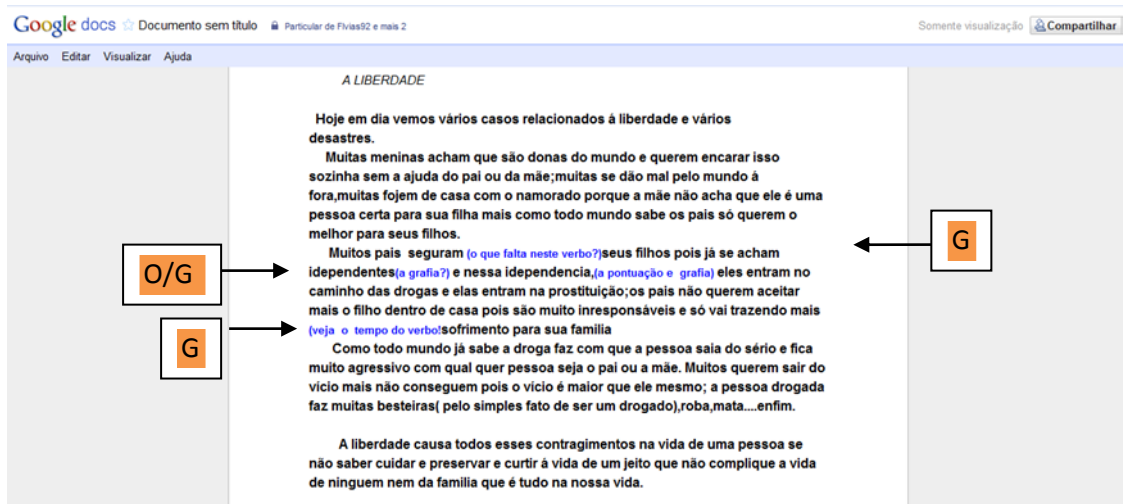 Google docs Documento sem título Particular de Flvias92 e mais 2 Somente visualização Compartilhar
Arquivo Editar Visualizar Ajuda
A LIBERDADE
Hoje em dia vemos vários casos relacionados á liberdade e vários
desastres.
Muitas meninas acham que são donas do mundo e querem encarar isso
sozinha sem a ajuda do pai ou da mãe;muitas se dão mal pelo mundo á
fora,muitas fojem de casa com o namorado porque a mãe não acha que ele é uma
pessoa certa para sua filha mais como todo mundo sabe os pais só querem o
melhor para seus filhos.
Muitos pais seguram (o que falta neste verbo?)seus filhos pois já se acham
G
idependentes(a grafia?) e nessa idependencia,(a pontuação e grafia) eles entram no
O/G
caminho das drogas e elas entram na prostituição;os pais não querem aceitar
mais o filho dentro de casa pois são muito inresponsáveis e só vai trazendo mais
(veja o tempo do verbo!sofrimento para sua familia
G
Como todo mundo já sabe a droga faz com que a pessoa saia do sério e fica
muito agressivo com qual quer pessoa seja o pai ou a mãe. Muitos querem sair do
vício mais não conseguem pois o vício é maior que ele mesmo; a pessoa drogada
faz muitas besteiras( pelo simples fato de ser um drogado),roba,mata....enfim.
A liberdade causa todos esses contragimentos na vida de uma pessoa se
não saber cuidar e preservar e curtir á vida de um jeito que não complique a vida
de ninguem nem da familia que é tudo na nossa vida.